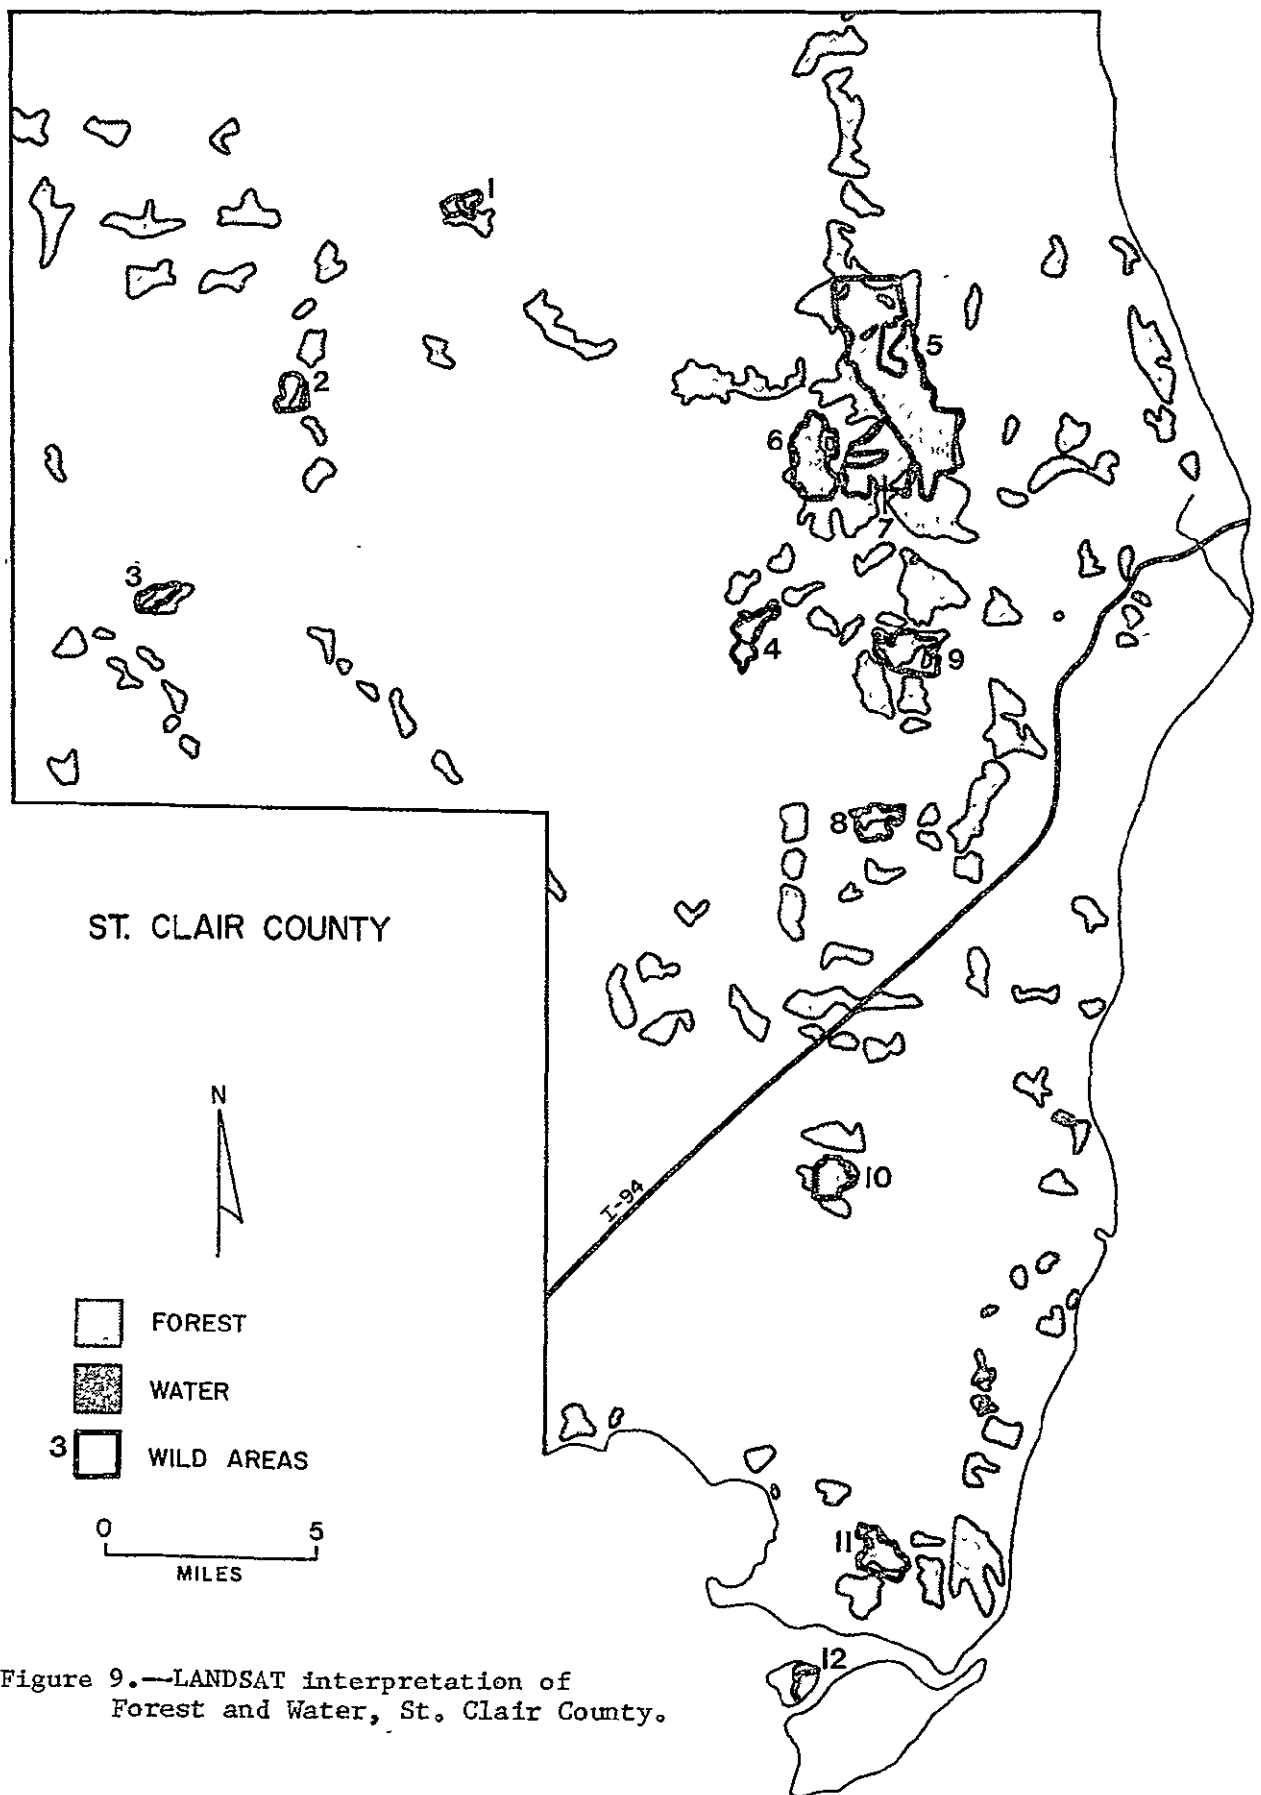 1
5
2
6
7
3
4
9
8
ST. CLAIR COUNTY
N
I-94
10
FOREST
WATER
3 WILD AREAS
0 5
MILES
11
12
Figure 9.—LANDSAT interpretation of
Forest and Water, St. Clair County.